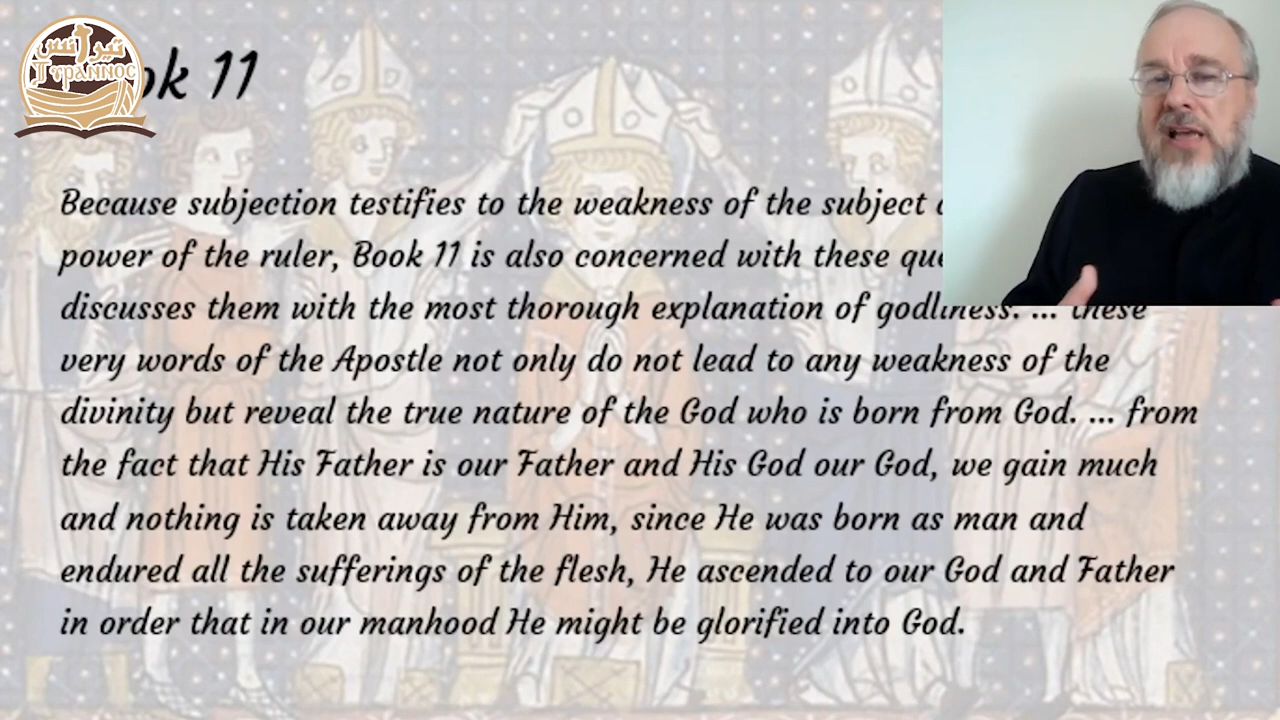 تيرانس
Tyrannoc
ok 11
Because subjection testifies to the weakness of the subject
power of the ruler, Book 11 is also concerned with these
discusses them with the most thorough explanation of godliness. ... these
very words of the Apostle not only do not lead to any weakness of the
divinity but reveal the true nature of the God who is born from God. ... from
the fact that His Father is our Father and His God our God, we gain much
and nothing is taken away from Him, since He was born as man and
endured all the sufferings of the flesh, He ascended to our God and Father
in order that in our manhood He might be glorified into God.